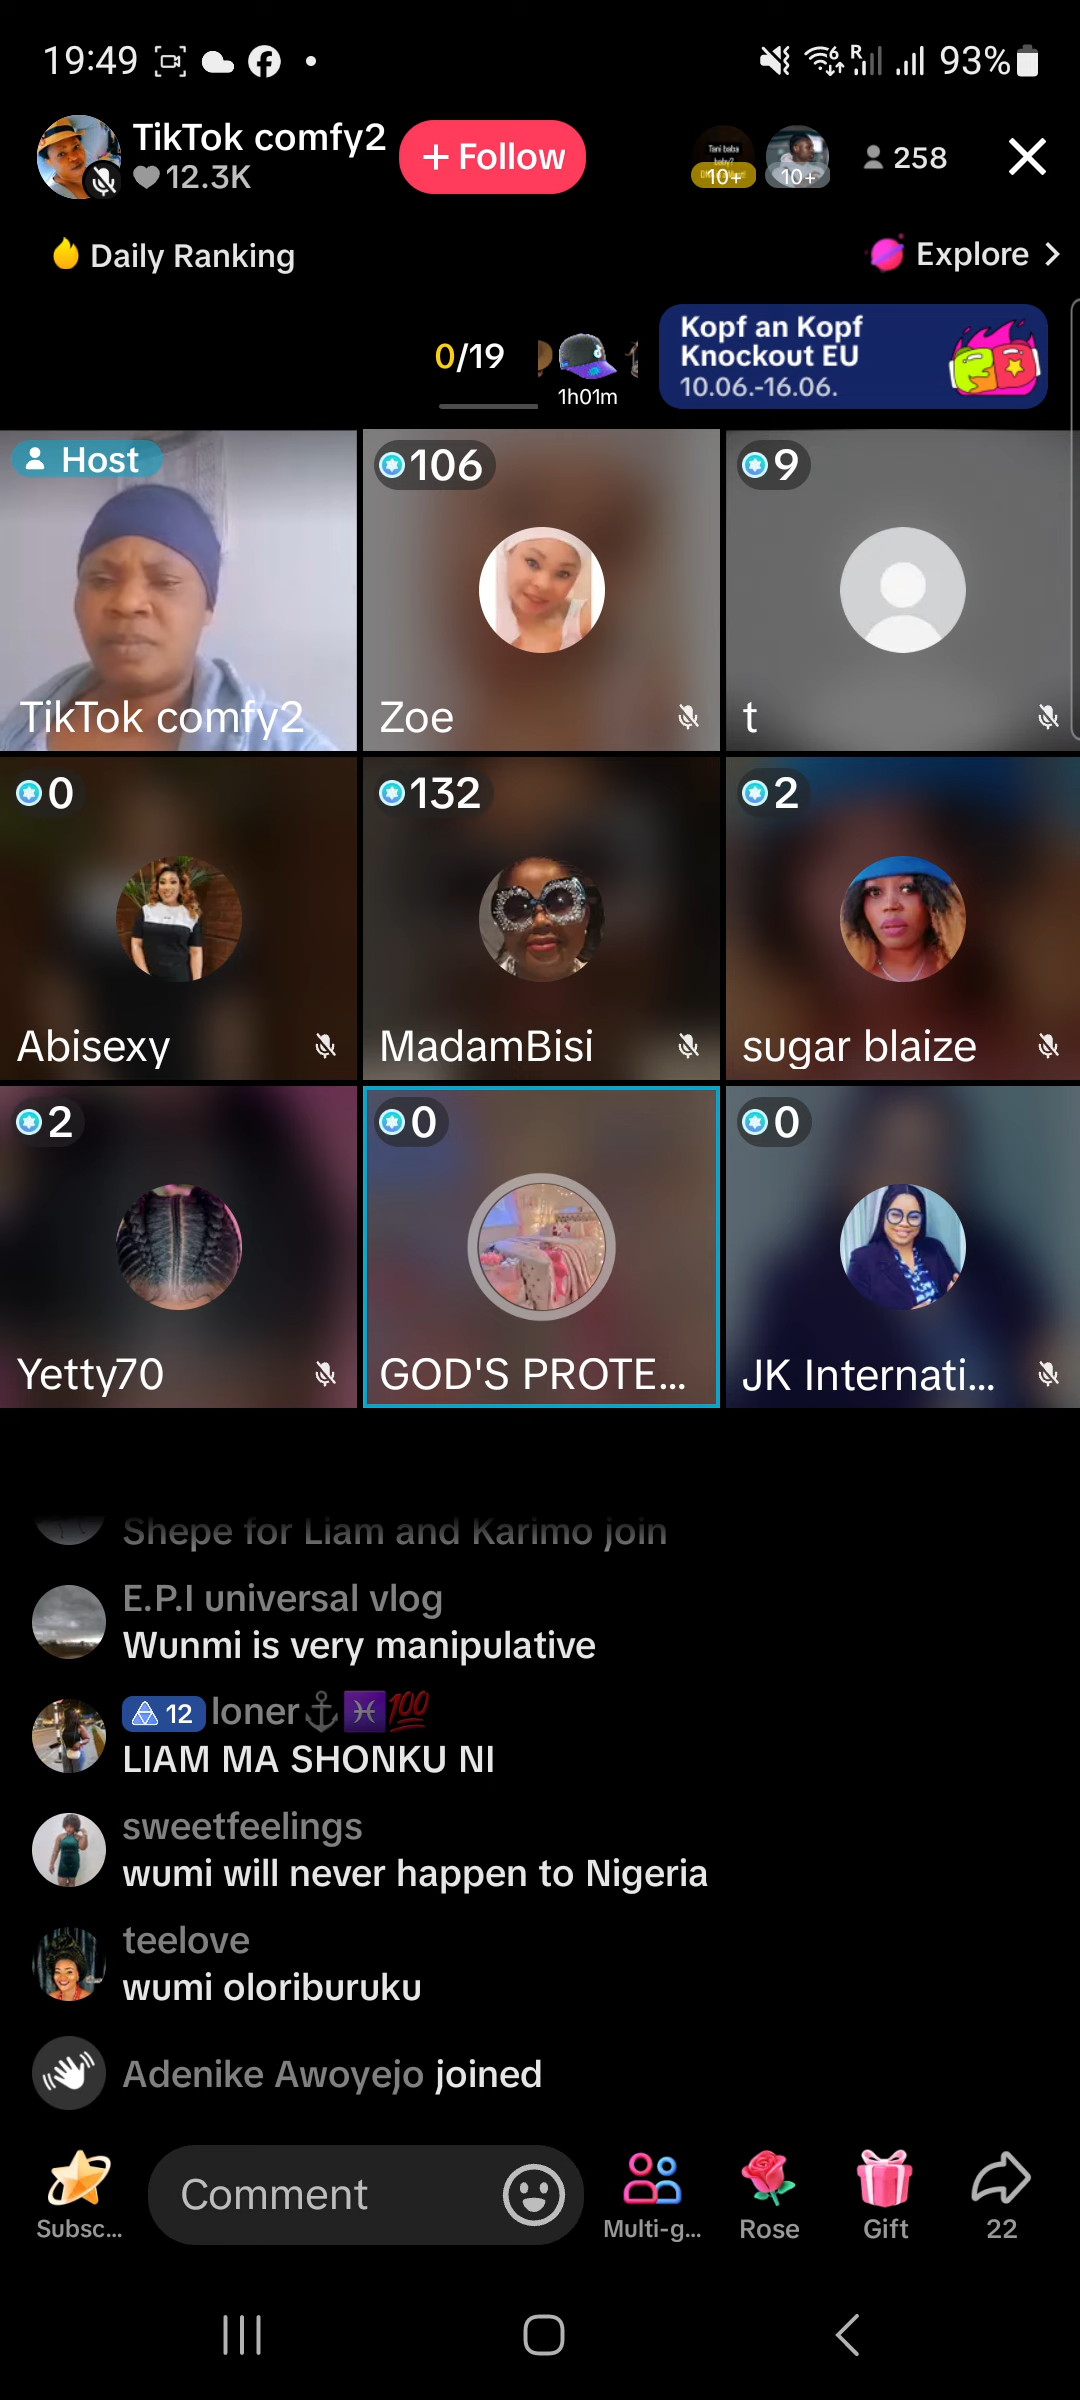 19:49
R
93%
TikTok comfy2
12.3K
+ Follow
Tani baba
baby?
10+
10+
258
Daily Ranking
Explore
0/19
1h01m
Kopf an Kopf
Knockout EU
10.06.-16.06.
Host
TikTok comfy2
106
Zoe
9
t
0
Abisexy
132
MadamBisi
2
sugar blaize
2
Yetty70
0
GOD'S PROTE...
0
JK Internati...
Shepe for Liam and Karimo join
E.P.I universal vlog
Wunmi is very manipulative
12 loner⚓♓💯
LIAM MA SHONKU NI
sweetfeelings
wumi will never happen to Nigeria
teelove
wumi oloriburuku
Adenike Awoyejo joined
Comment
Subsc...
Multi-g...
Rose
Gift
22